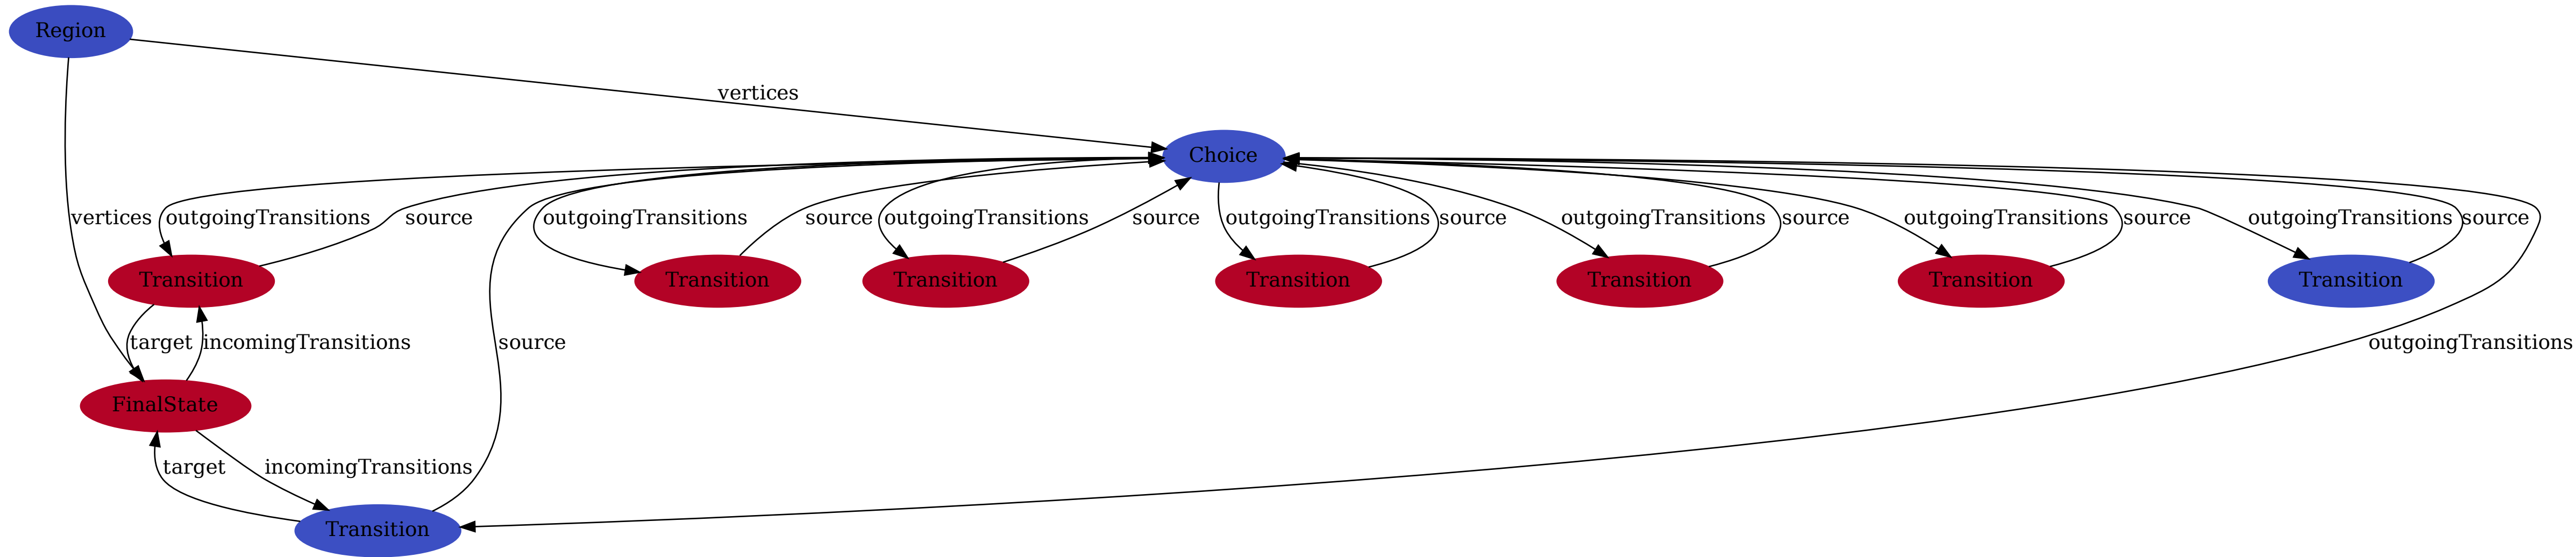 Region
vertices
Choice
vertices
outgoingTransitions
source
outgoingTransitions
source
outgoingTransitions
source
outgoingTransitions
source
outgoingTransitions
source
outgoingTransitions
source
outgoingTransitions
source
Transition
Transition
Transition
Transition
Transition
Transition
Transition
target
incomingTransitions
source
outgoingTransitions
FinalState
target
incomingTransitions
Transition